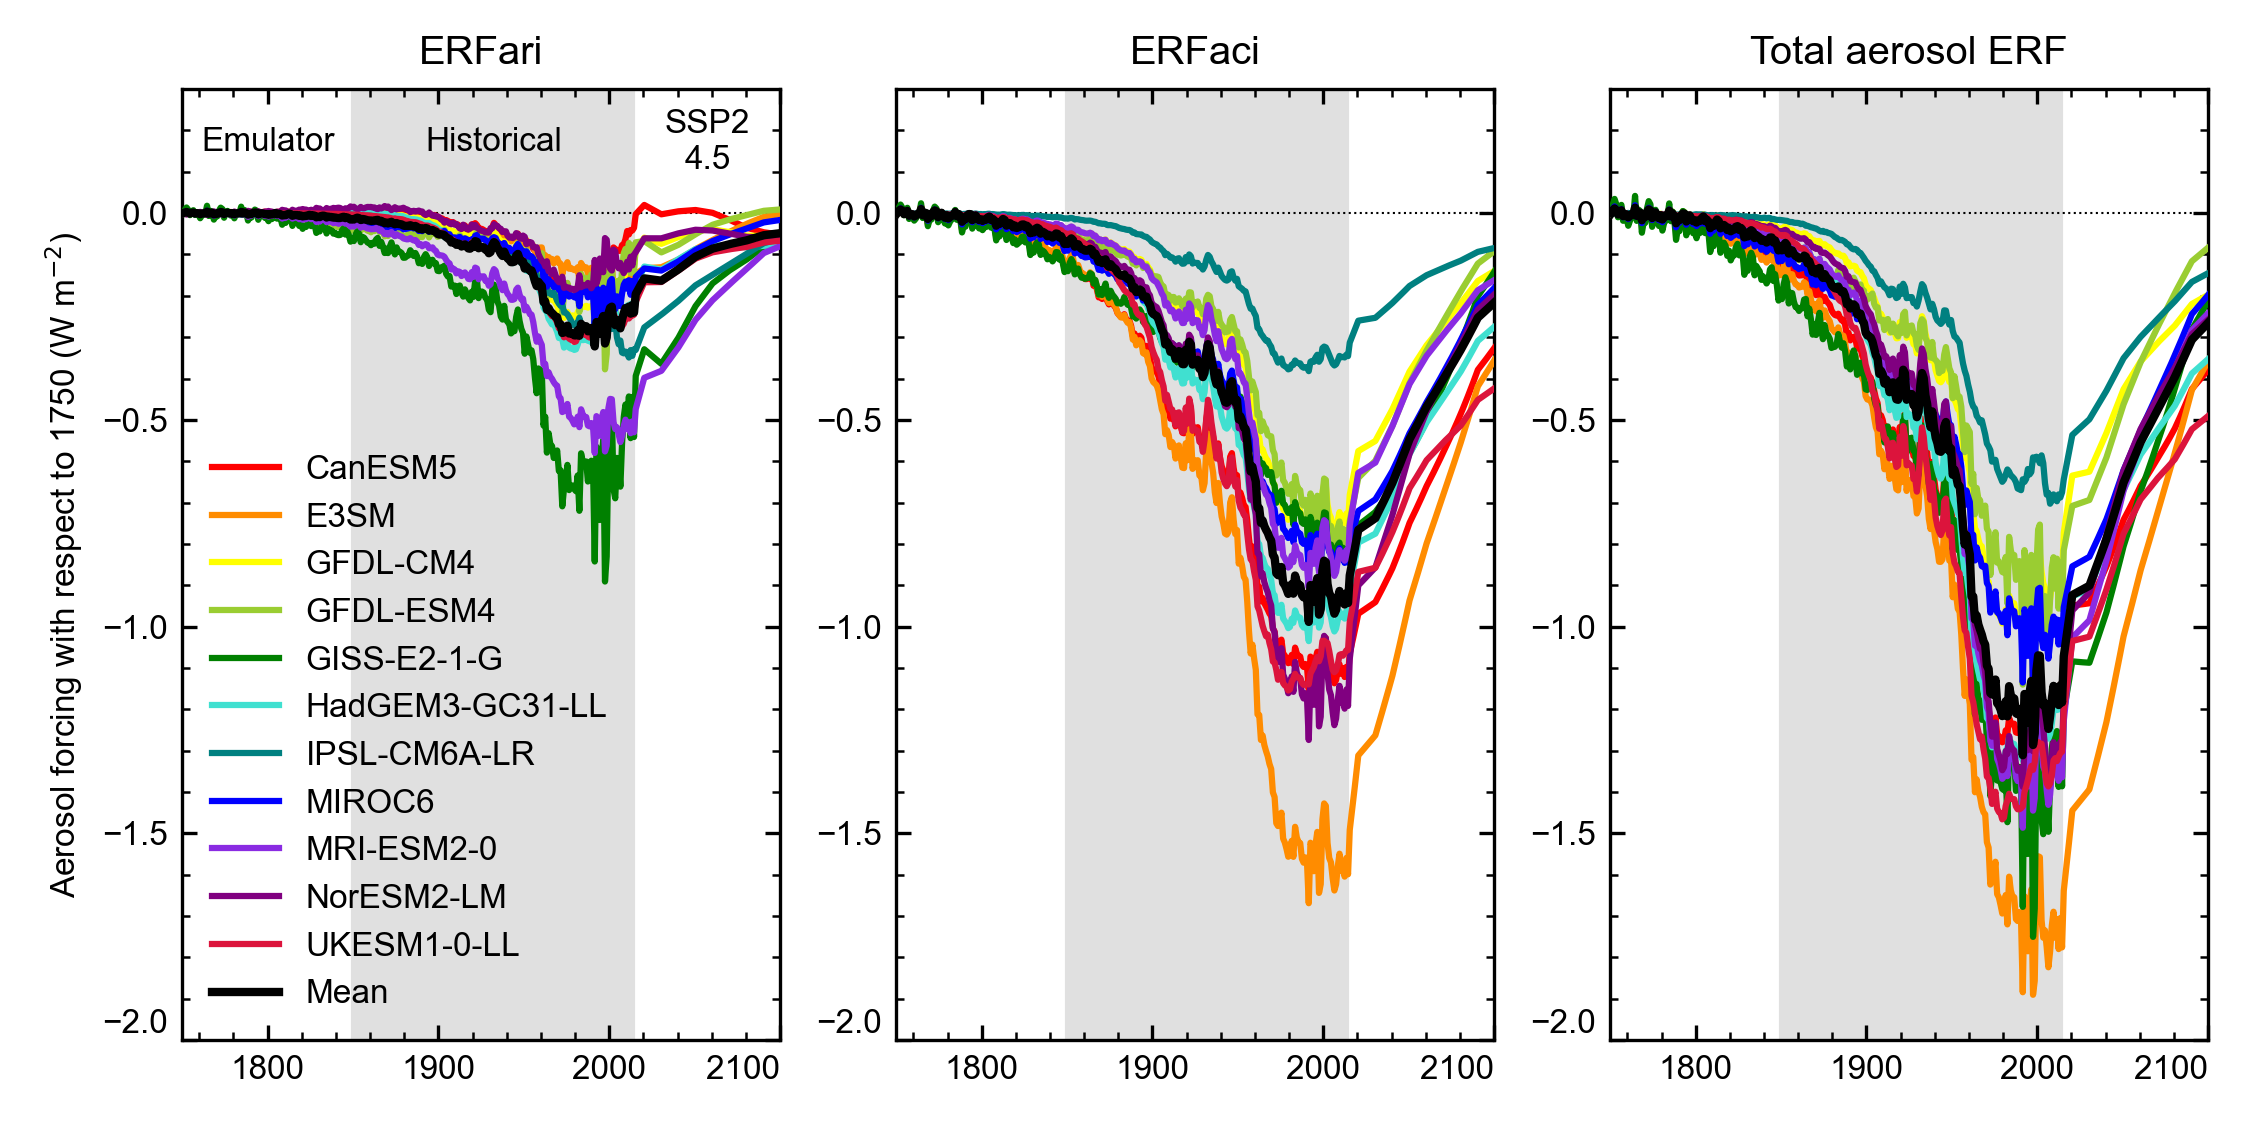 ERFari
ERFaci
Total aerosol ERF
Emulator
Historical
SSP2
4.5
Aerosol forcing with respect to 1750 (W m⁻²)
0.0
−0.5
−1.0
−1.5
−2.0
CanESM5
E3SM
GFDL-CM4
GFDL-ESM4
GISS-E2-1-G
HadGEM3-GC31-LL
IPSL-CM6A-LR
MIROC6
MRI-ESM2-0
NorESM2-LM
UKESM1-0-LL
Mean
1800 1900 2000 2100
0.0
−0.5
−1.0
−1.5
−2.0
1800 1900 2000 2100
0.0
−0.5
−1.0
−1.5
−2.0
1800 1900 2000 2100